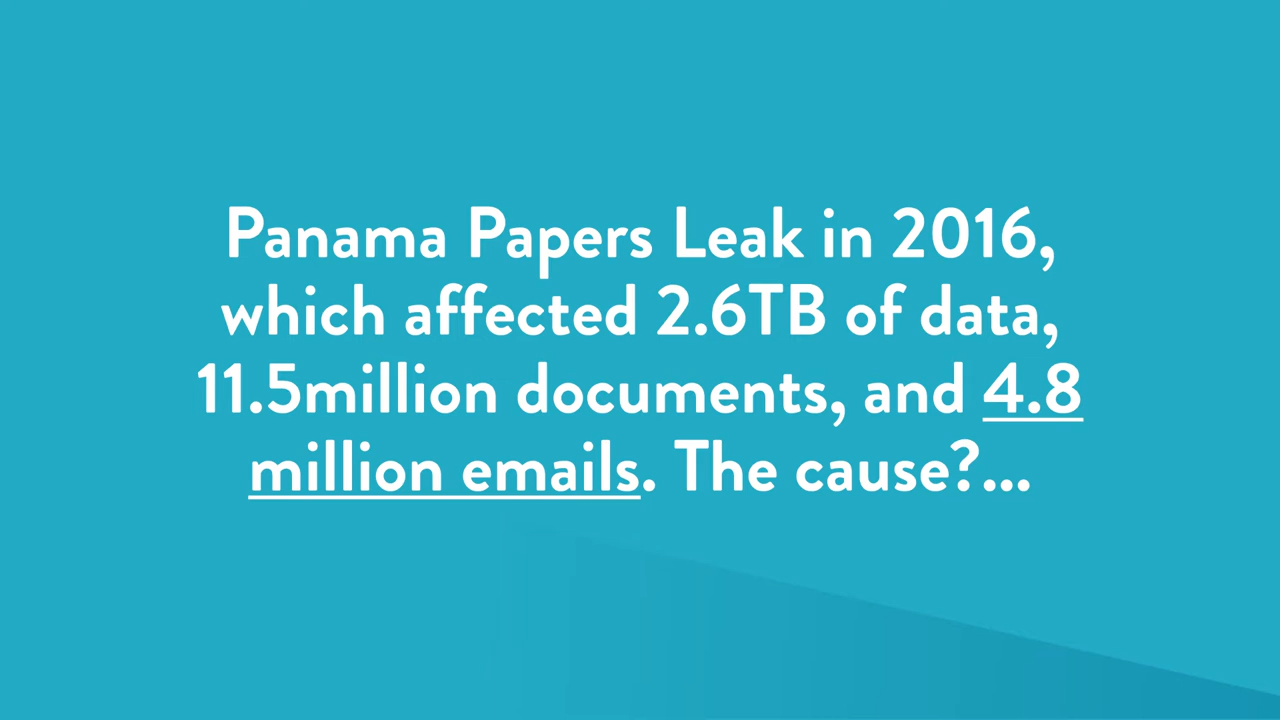 Panama Papers Leak in 2016,
which affected 2.6TB of data,
11.5million documents, and 4.8
million emails. The cause?...